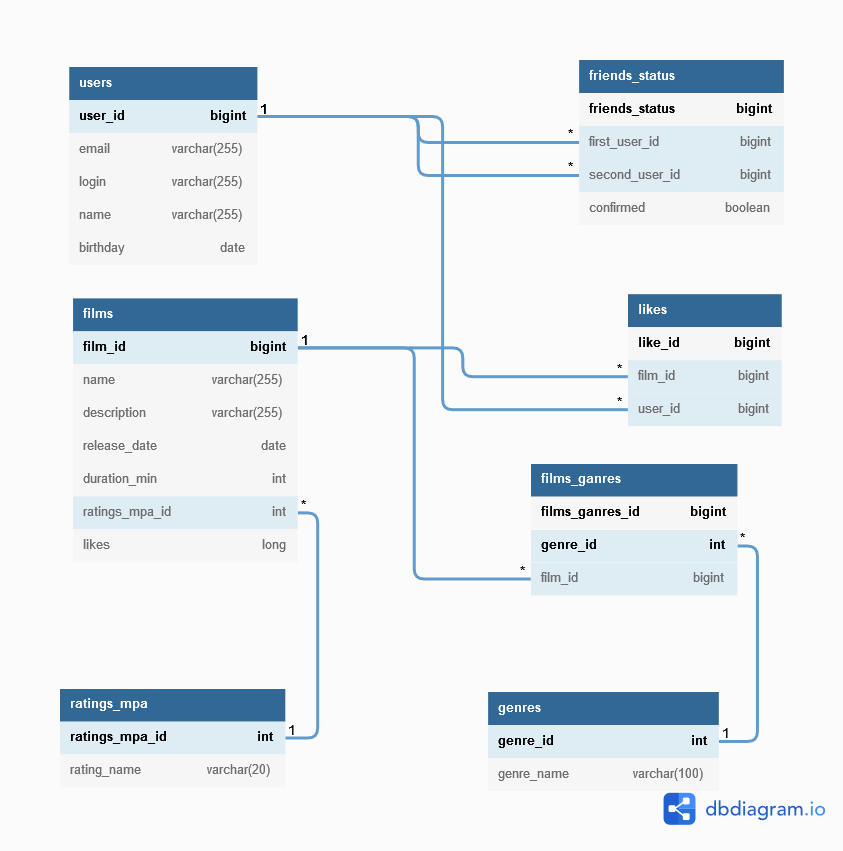 users
user_id bigint 1
email varchar(255)
login varchar(255)
name varchar(255)
birthday date
friends_status
friends_status bigint
* first_user_id bigint
* second_user_id bigint
confirmed boolean
films
film_id bigint 1
name varchar(255)
description varchar(255)
release_date date
duration_min int
ratings_mpa_id int *
likes long
likes
like_id bigint
* film_id bigint
* user_id bigint
films_ganres
films_ganres_id bigint
genre_id int *
* film_id bigint
ratings_mpa
ratings_mpa_id int 1
rating_name varchar(20)
genres
genre_id int 1
genre_name varchar(100)
dbdiagram.io